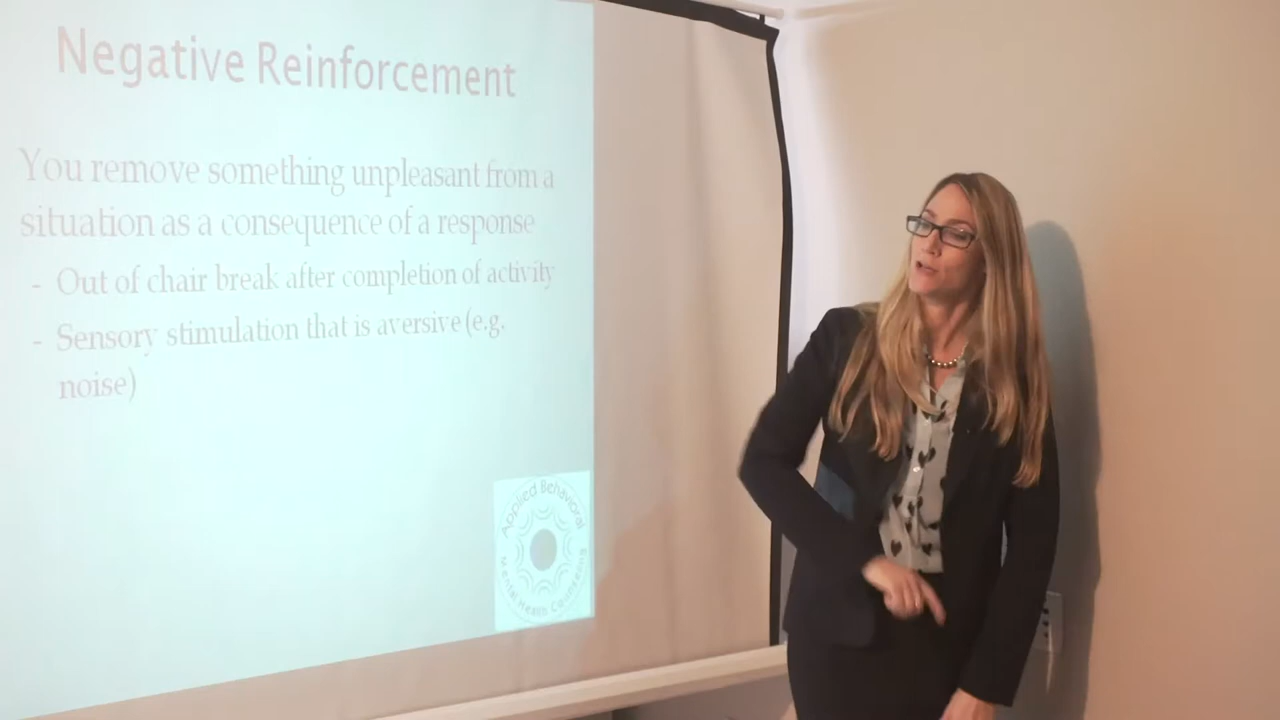 Negative Reinforcement
You remove something unpleasant from a
situation as a consequence of a response
- Out of chair break after completion of activity
- Sensory stimulation that is aversive (e.g.
noise)
Applied Behavioral
Mental Health Counseling